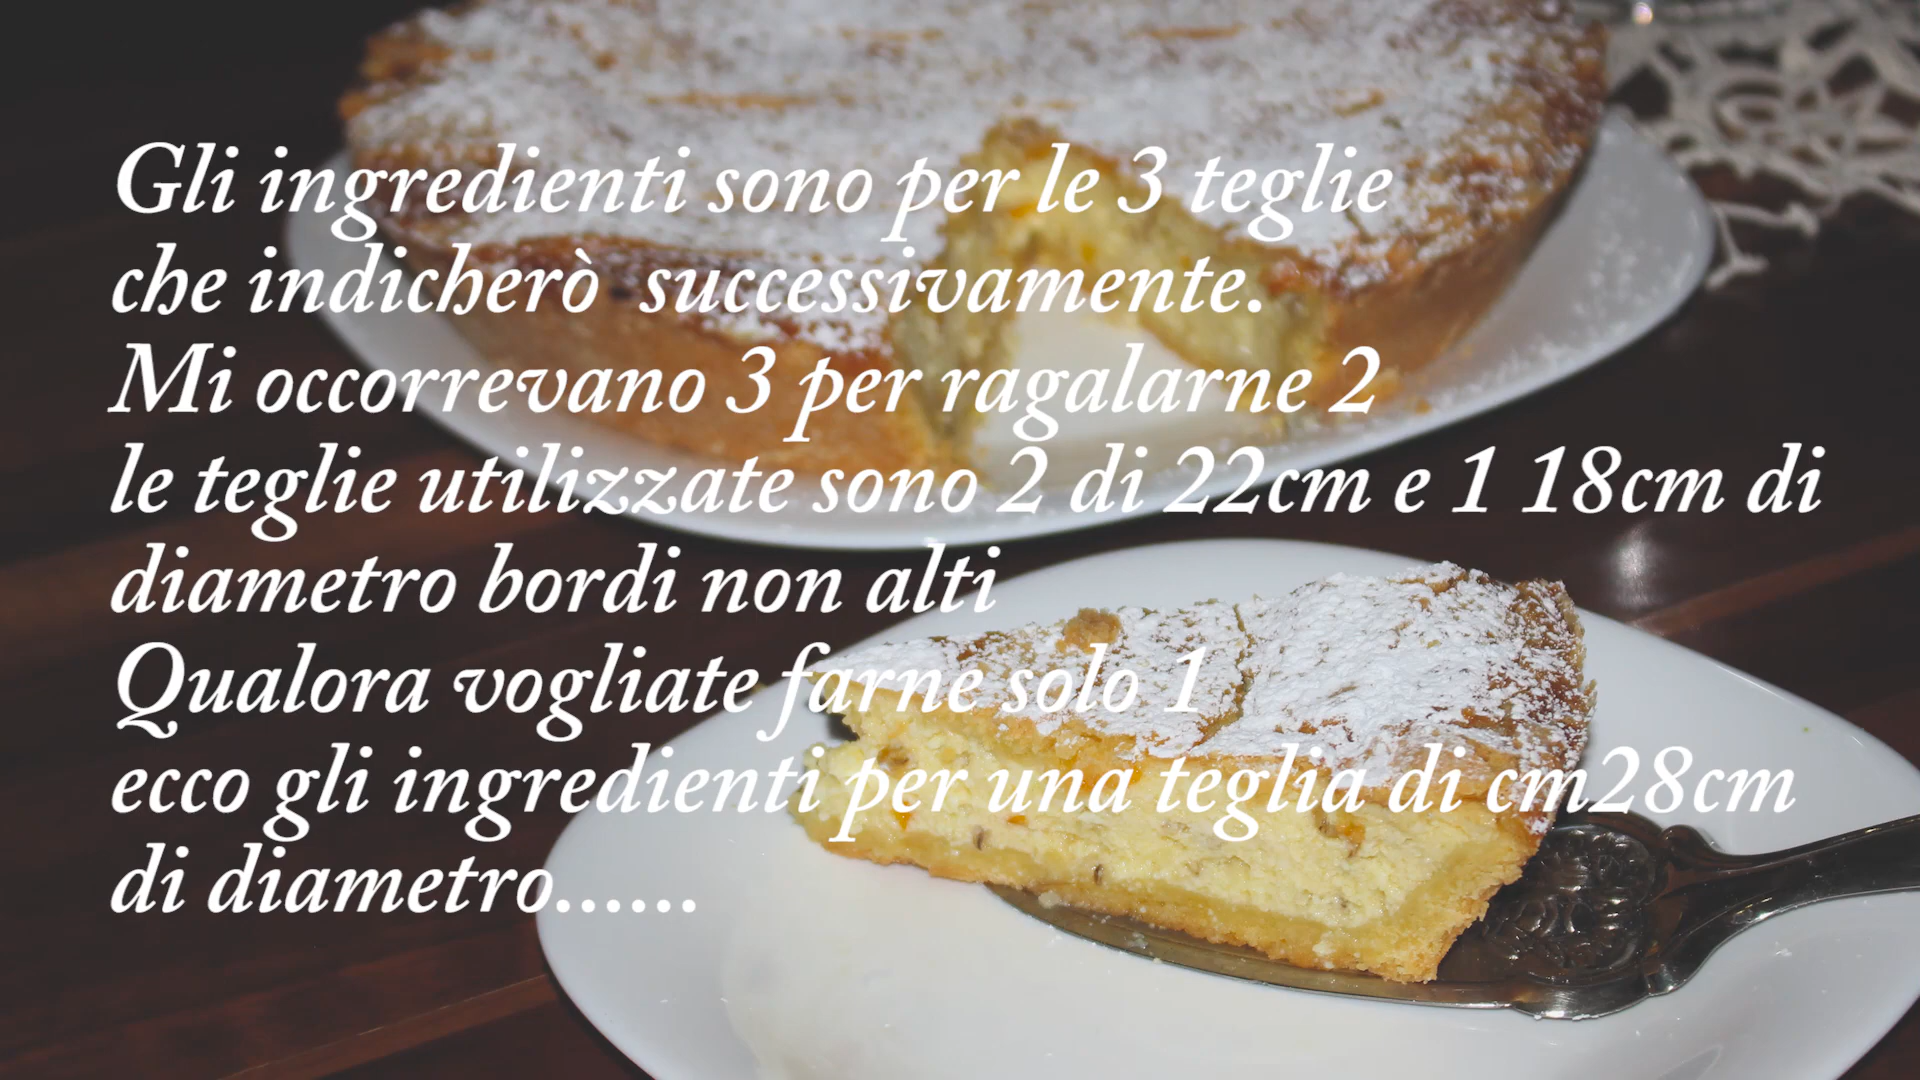 Gli ingredienti sono per le 3 teglie
che indicherò  successivamente.
Mi occorrevano 3 per ragalarne 2
le teglie utilizzate sono 2 di 22cm e 1 18cm di
diametro bordi non alti
Qualora vogliate farne solo 1
ecco gli ingredienti per una teglia di cm28cm
di diametro......